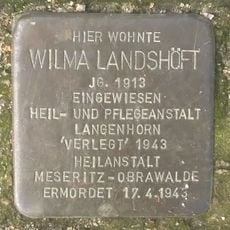 HIER WOHNTE
WILMA LANDSHÖFT
JG. 1913
EINGEWIESEN
HEIL- UND PFLEGEANSTALT
LANGENHORN
'VERLEGT' 1943
HEILANSTALT
MESERITZ-OBRAWALDE
ERMORDET 17.4.1943